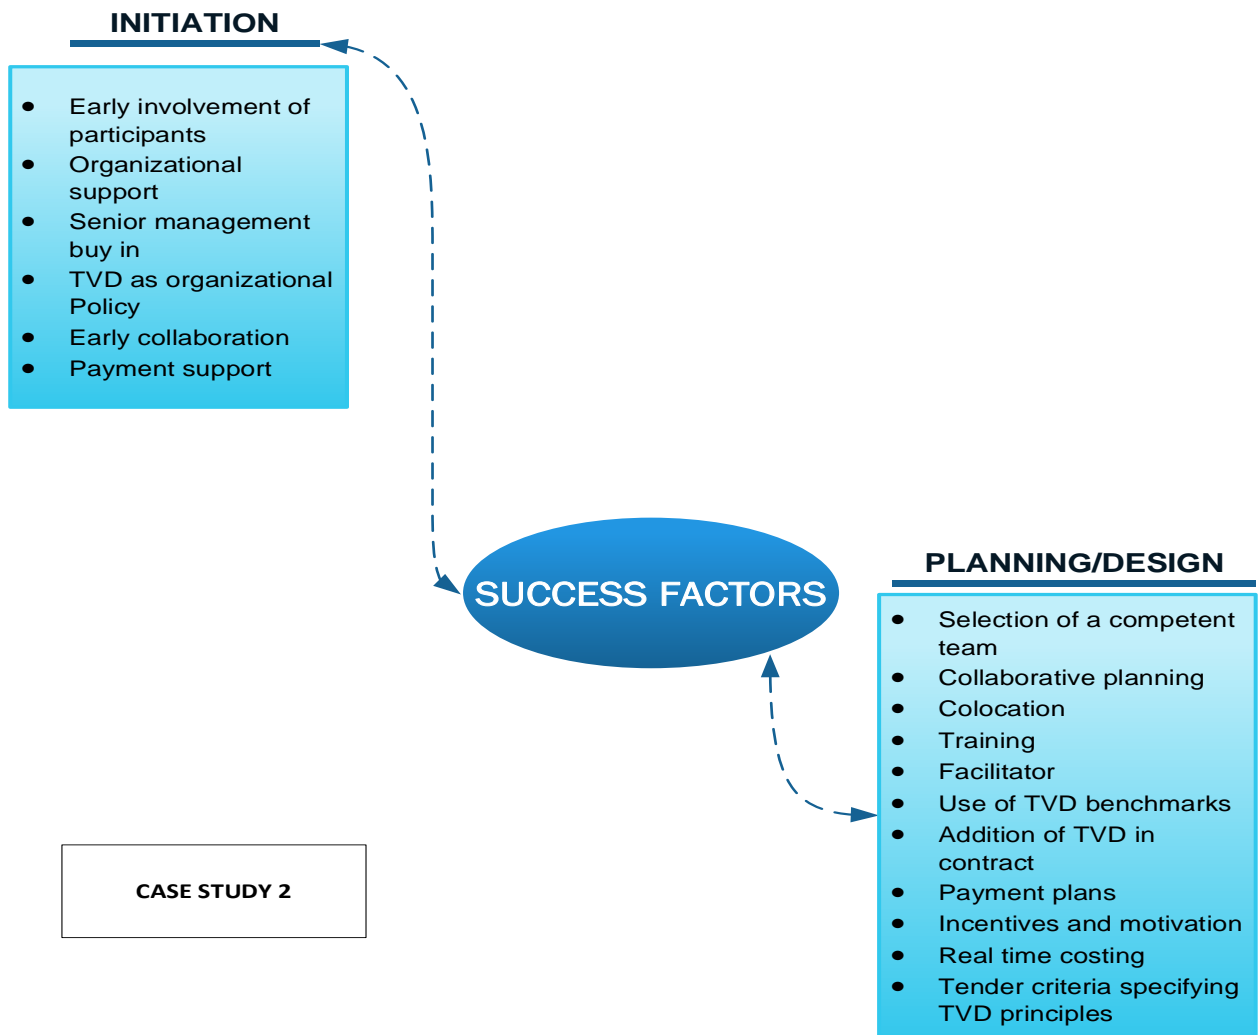 INITIATION
• Early involvement of
participants
• Organizational
support
• Senior management
buy in
• TVD as organizational
Policy
• Early collaboration
• Payment support
SUCCESS FACTORS
PLANNING/DESIGN
• Selection of a competent
team
• Collaborative planning
• Colocation
• Training
• Facilitator
• Use of TVD benchmarks
• Addition of TVD in
contract
• Payment plans
• Incentives and motivation
• Real time costing
• Tender criteria specifying
TVD principles
CASE STUDY 2